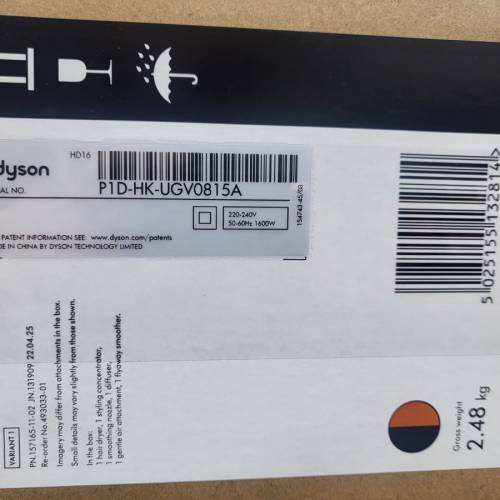 dyson
HD16
AL NO.
P1D-HK-UGV0815A
220-240V
50-60Hz 1600W
154743-45/03
PATENT INFORMATION SEE: www.dyson.com/patents
DE IN CHINA BY DYSON TECHNOLOGY LIMITED
5 025155 132814 >
VARIANT 1
PN.157165-11-02 JN.131909 22.04.25
Re-order No.493033-01
Imagery may differ from attachments in the box.
Small details may vary slightly from those shown.
In the box:
1 hair dryer, 1 styling concentrator,
1 smoothing nozzle, 1 diffuser,
1 gentle air attachment, 1 flyaway smoother.
Gross weight
2.48 kg